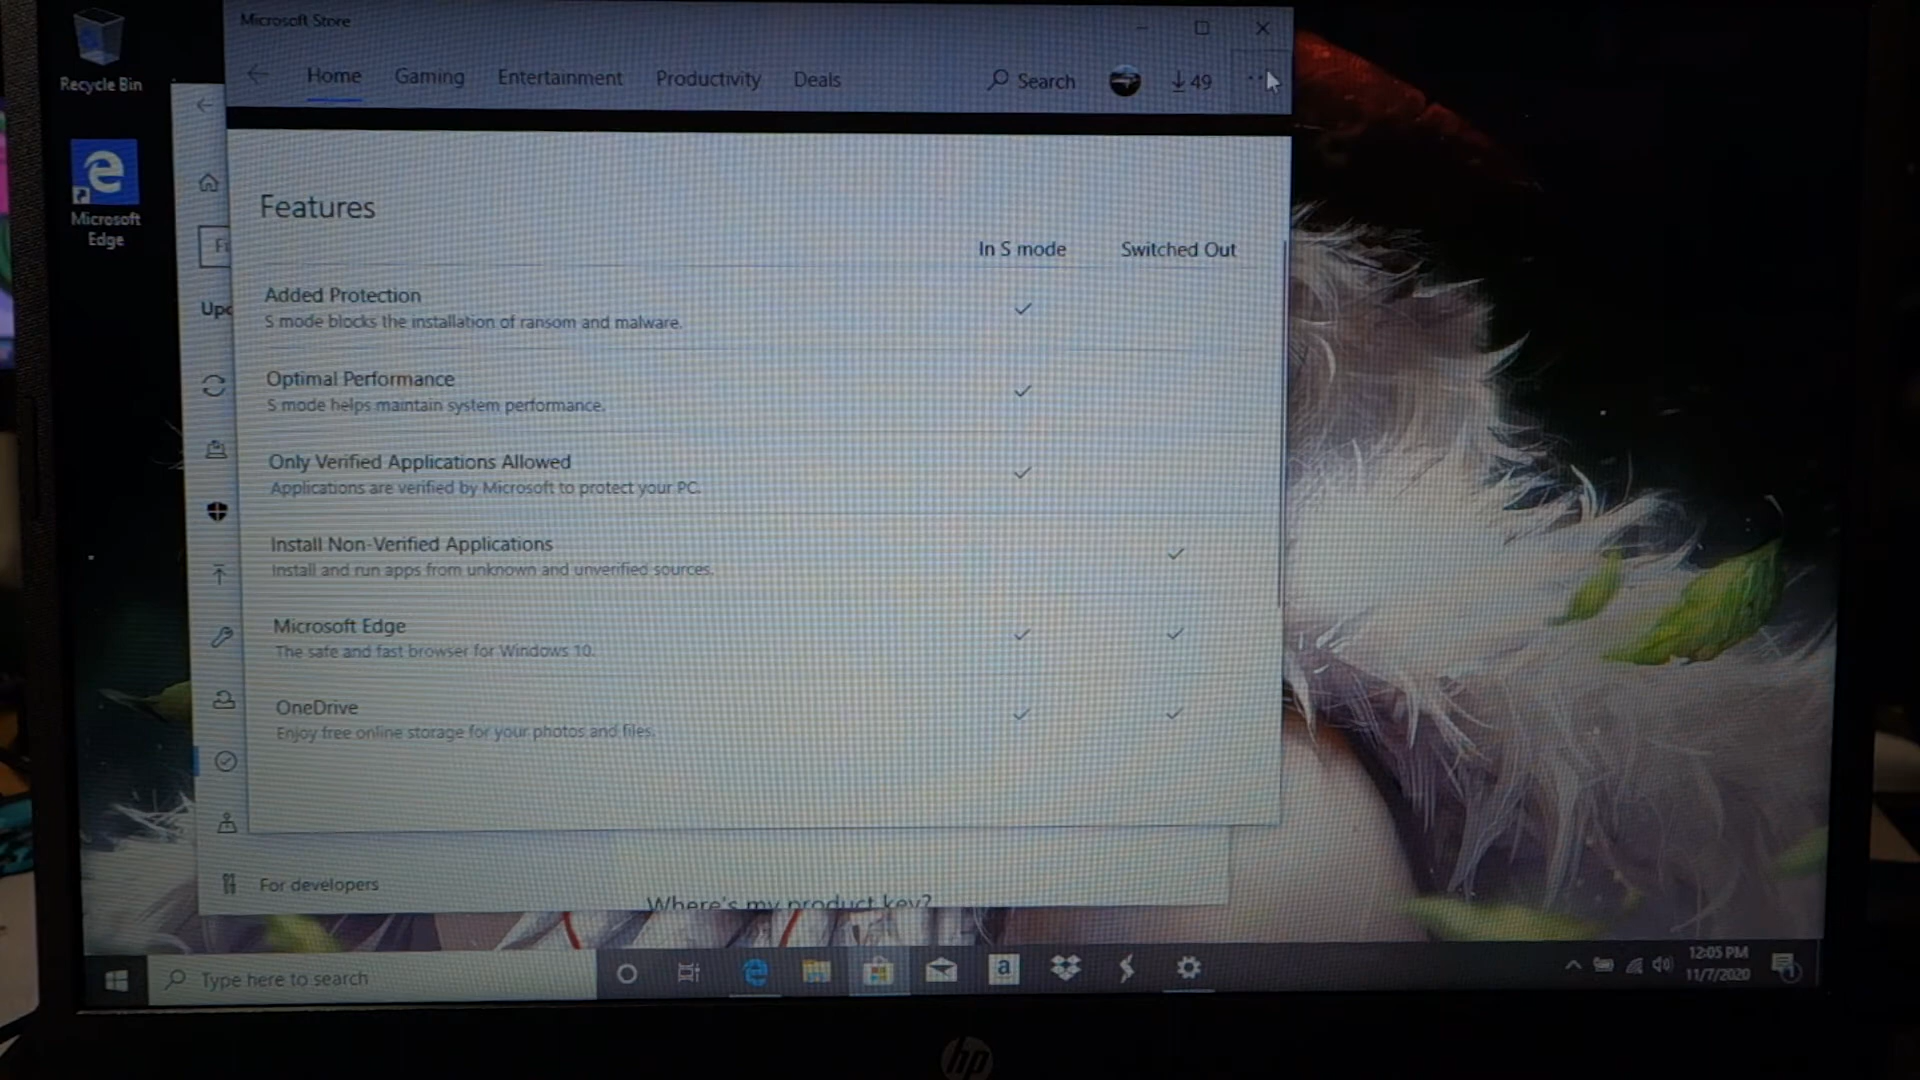 Recycle Bin
Microsoft
Edge
Microsoft Store
Home
Gaming
Entertainment
Productivity
Deals
Search
49
Features
In S mode
Switched Out
Added Protection
S mode blocks the installation of ransom and malware.
Optimal Performance
S mode helps maintain system performance.
Only Verified Applications Allowed
Applications are verified by Microsoft to protect your PC.
Install Non-Verified Applications
Install and run apps from unknown and unverified sources.
Microsoft Edge
The safe and fast browser for Windows 10.
OneDrive
Enjoy free online storage for your photos and files.
For developers
Where's my product key?
Type here to search
a
12:05 PM
11/7/2020
hp